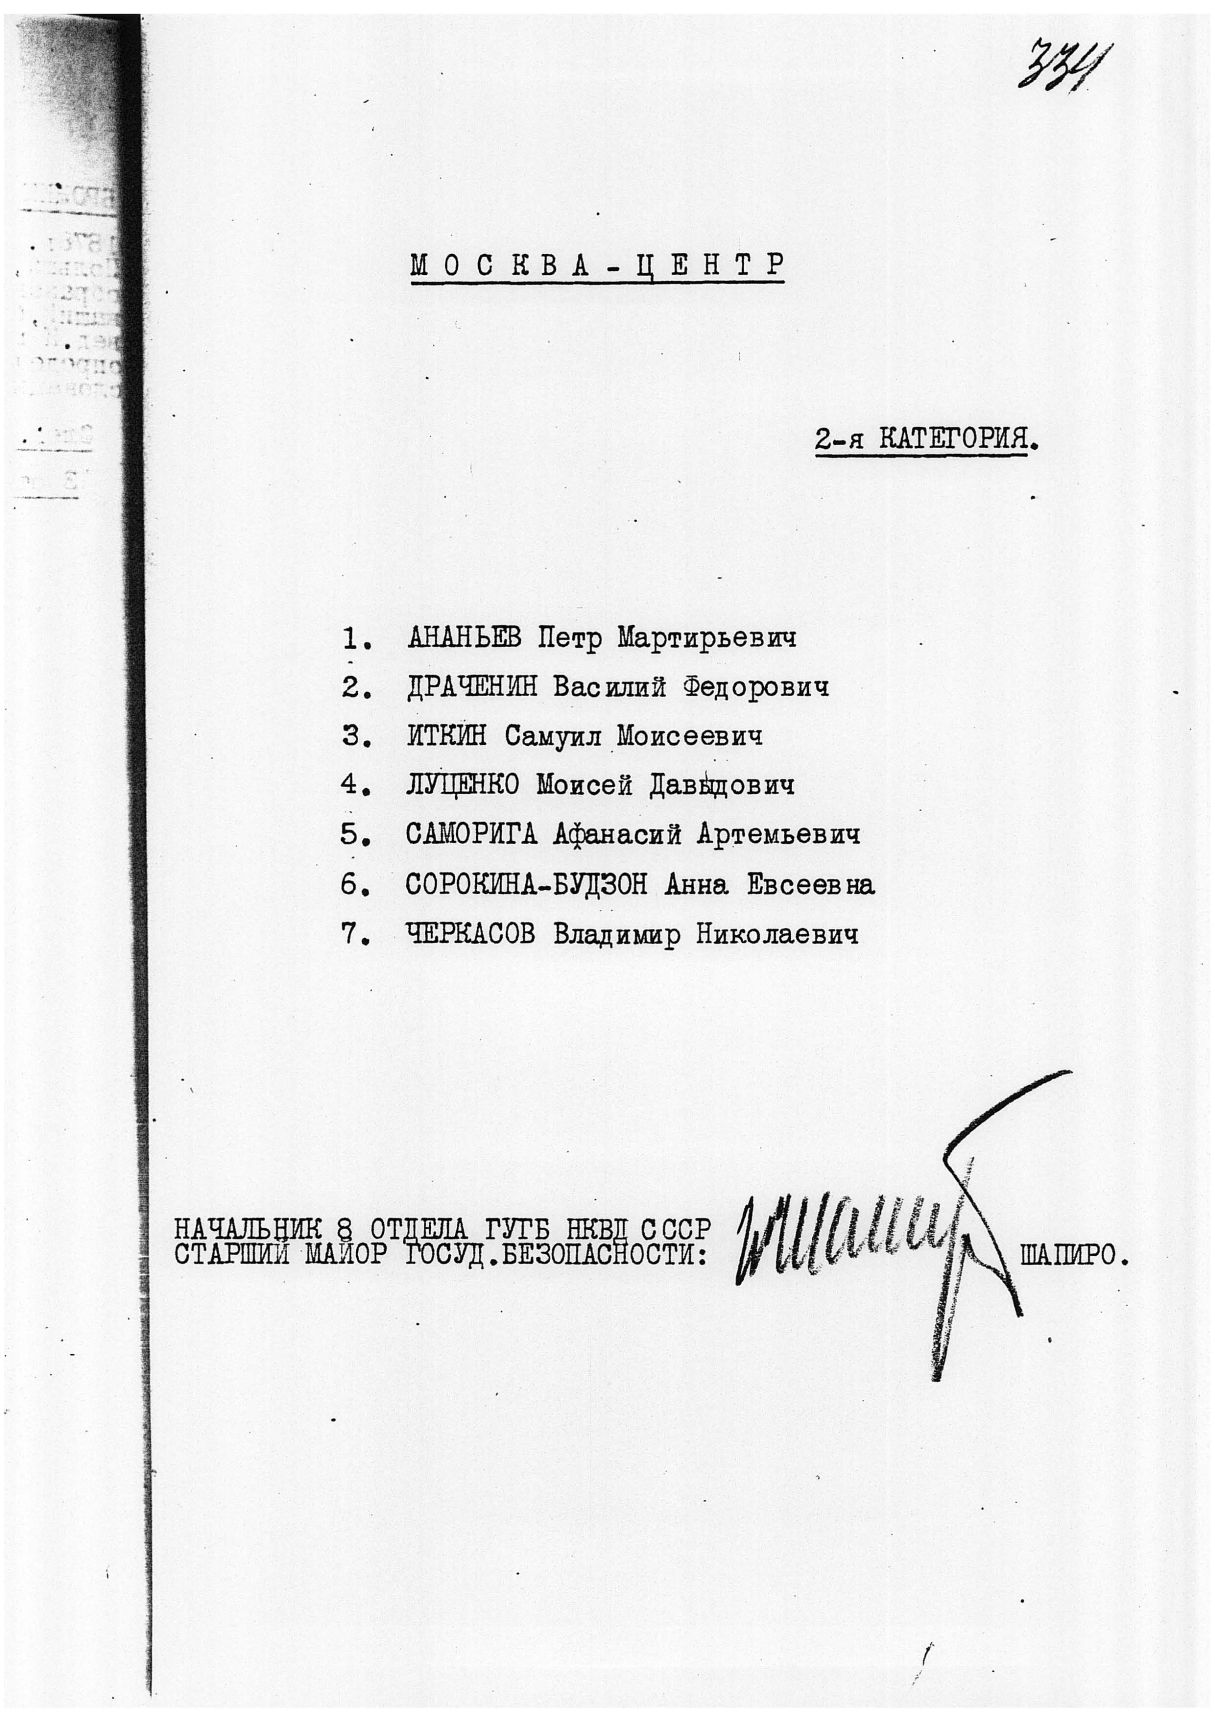 334
МОСКВА-ЦЕНТР
2-я КАТЕГОРИЯ.
1. АНАНЬЕВ Петр Мартирьевич
2. ДРАЧЕНИН Василий Федорович
3. ИТКИН Самуил Моисеевич
4. ЛУЦЕНКО Моисей Давыдович
5. САМОРИГА Афанасий Артемьевич
6. СОРОКИНА-БУДЗОН Анна Евсеевна
7. ЧЕРКАСОВ Владимир Николаевич
НАЧАЛЬНИК 8 ОТДЕЛА ГУГБ НКВД СССР
СТАРШИЙ МАЙОР ГОСУД.БЕЗОПАСНОСТИ: ШАПИРО.